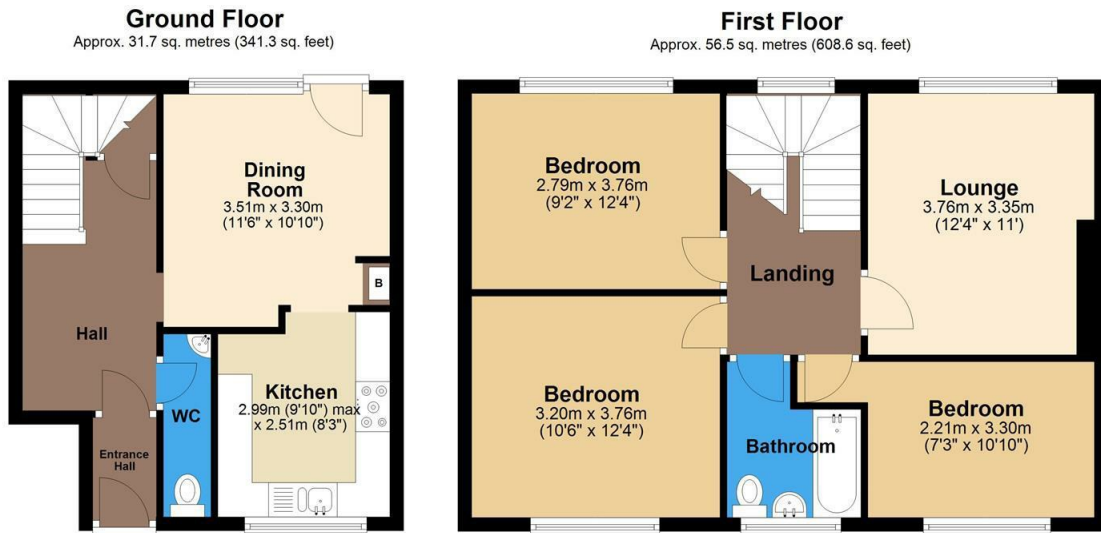 Ground Floor
Approx. 31.7 sq. metres (341.3 sq. feet)
Dining
Room
3.51m x 3.30m
(11'6" x 10'10")
B
Hall
WC
Kitchen
2.99m (9'10") max
x 2.51m (8'3")
Entrance
Hall
First Floor
Approx. 56.5 sq. metres (608.6 sq. feet)
Bedroom
2.79m x 3.76m
(9'2" x 12'4")
Lounge
3.76m x 3.35m
(12'4" x 11')
Landing
Bedroom
3.20m x 3.76m
(10'6" x 12'4")
Bathroom
Bedroom
2.21m x 3.30m
(7'3" x 10'10")